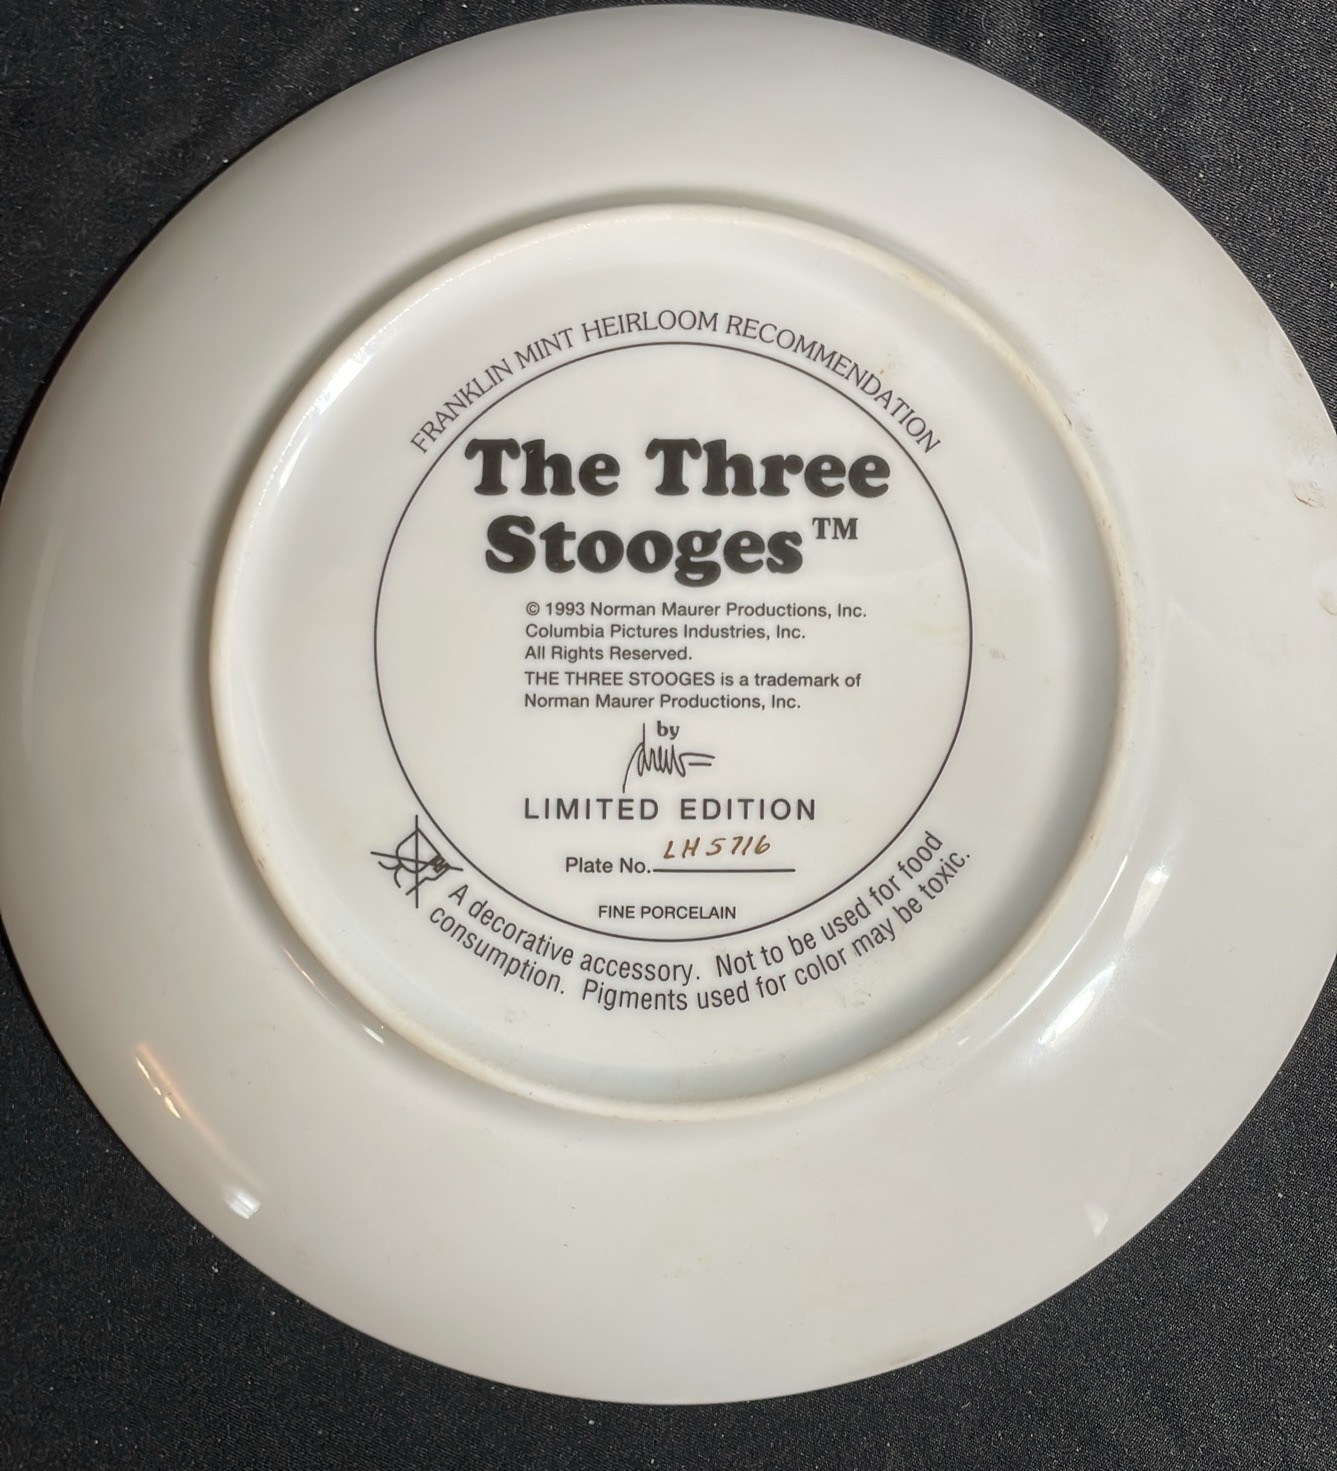 FRANKLIN MINT HEIRLOOM RECOMMENDATION
The Three
Stooges™
© 1993 Norman Maurer Productions, Inc.
Columbia Pictures Industries, Inc.
All Rights Reserved.
THE THREE STOOGES is a trademark of
Norman Maurer Productions, Inc.
by
LIMITED EDITION
Plate No. LH5716
FINE PORCELAIN
A decorative accessory. Not to be used for food
consumption. Pigments used for color may be toxic.